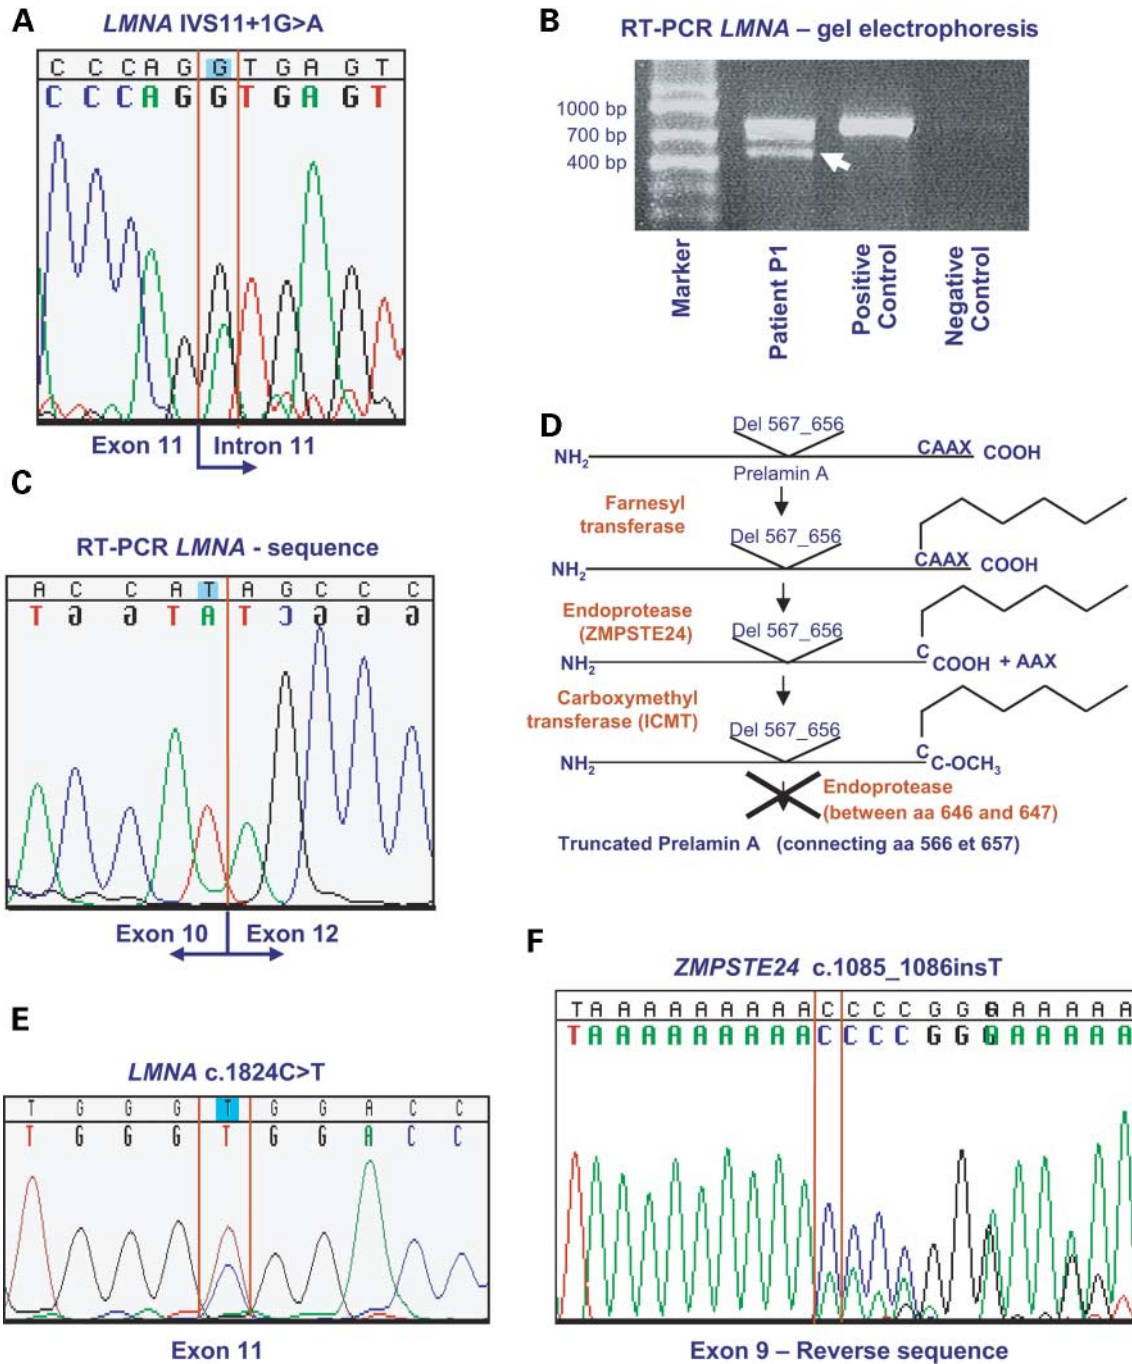 A
LMNA IVS11+1G>A
C C C A G G T G A G T
C C C A G G T G A G T
Exon 11 Intron 11
B
RT-PCR LMNA – gel electrophoresis
1000 bp
700 bp
400 bp
Marker
Patient P1
Positive
Control
Negative
Control
C
RT-PCR LMNA - sequence
A C C A T A G C C C
T G G T A T C G G G
Exon 10 Exon 12
D
Del 567_656
NH2 CAAX COOH
Prelamin A
Farnesyl
transferase
Del 567_656
NH2 CAAX COOH
Endoprotease
(ZMPSTE24)
Del 567_656
NH2 C COOH + AAX
Carboxymethyl
transferase (ICMT)
Del 567_656
NH2 C C-OCH3
Endoprotease
(between aa 646 and 647)
Truncated Prelamin A (connecting aa 566 et 657)
E
LMNA c.1824C>T
T G G G T G G A C C
T G G G T G G A C C
Exon 11
F
ZMPSTE24 c.1085_1086insT
T A A A A A A A A A C C C C G G A A A A A
T A A A A A A A A A C C C C G G A A A A A
Exon 9 – Reverse sequence